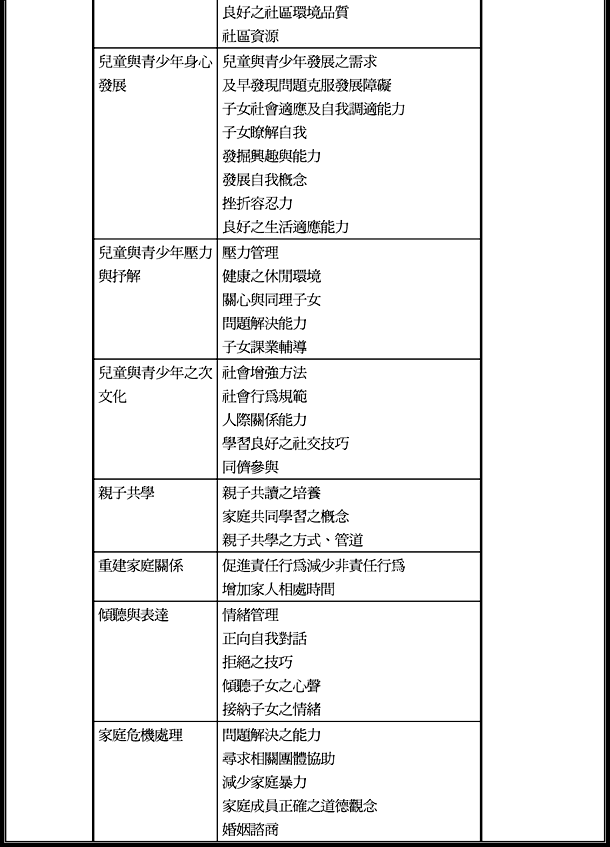 良好之社區環境品質
社區資源
兒童與青少年身心
發展
兒童與青少年發展之需求
及早發現問題克服發展障礙
子女社會適應及自我調適能力
子女瞭解自我
發掘興趣與能力
發展自我概念
挫折容忍力
良好之生活適應能力
兒童與青少年壓力
與抒解
壓力管理
健康之休閒環境
關心與同理子女
問題解決能力
子女課業輔導
兒童與青少年之次
文化
社會增強方法
社會行爲規範
人際關係能力
學習良好之社交技巧
同儕參與
親子共學
親子共讀之培養
家庭共同學習之概念
親子共學之方式、管道
重建家庭關係
促進責任行爲減少非責任行爲
增加家人相處時間
傾聽與表達
情緒管理
正向自我對話
拒絕之技巧
傾聽子女之心聲
接納子女之情緒
家庭危機處理
問題解決之能力
尋求相關團體協助
減少家庭暴力
家庭成員正確之道德觀念
婚姻諮商